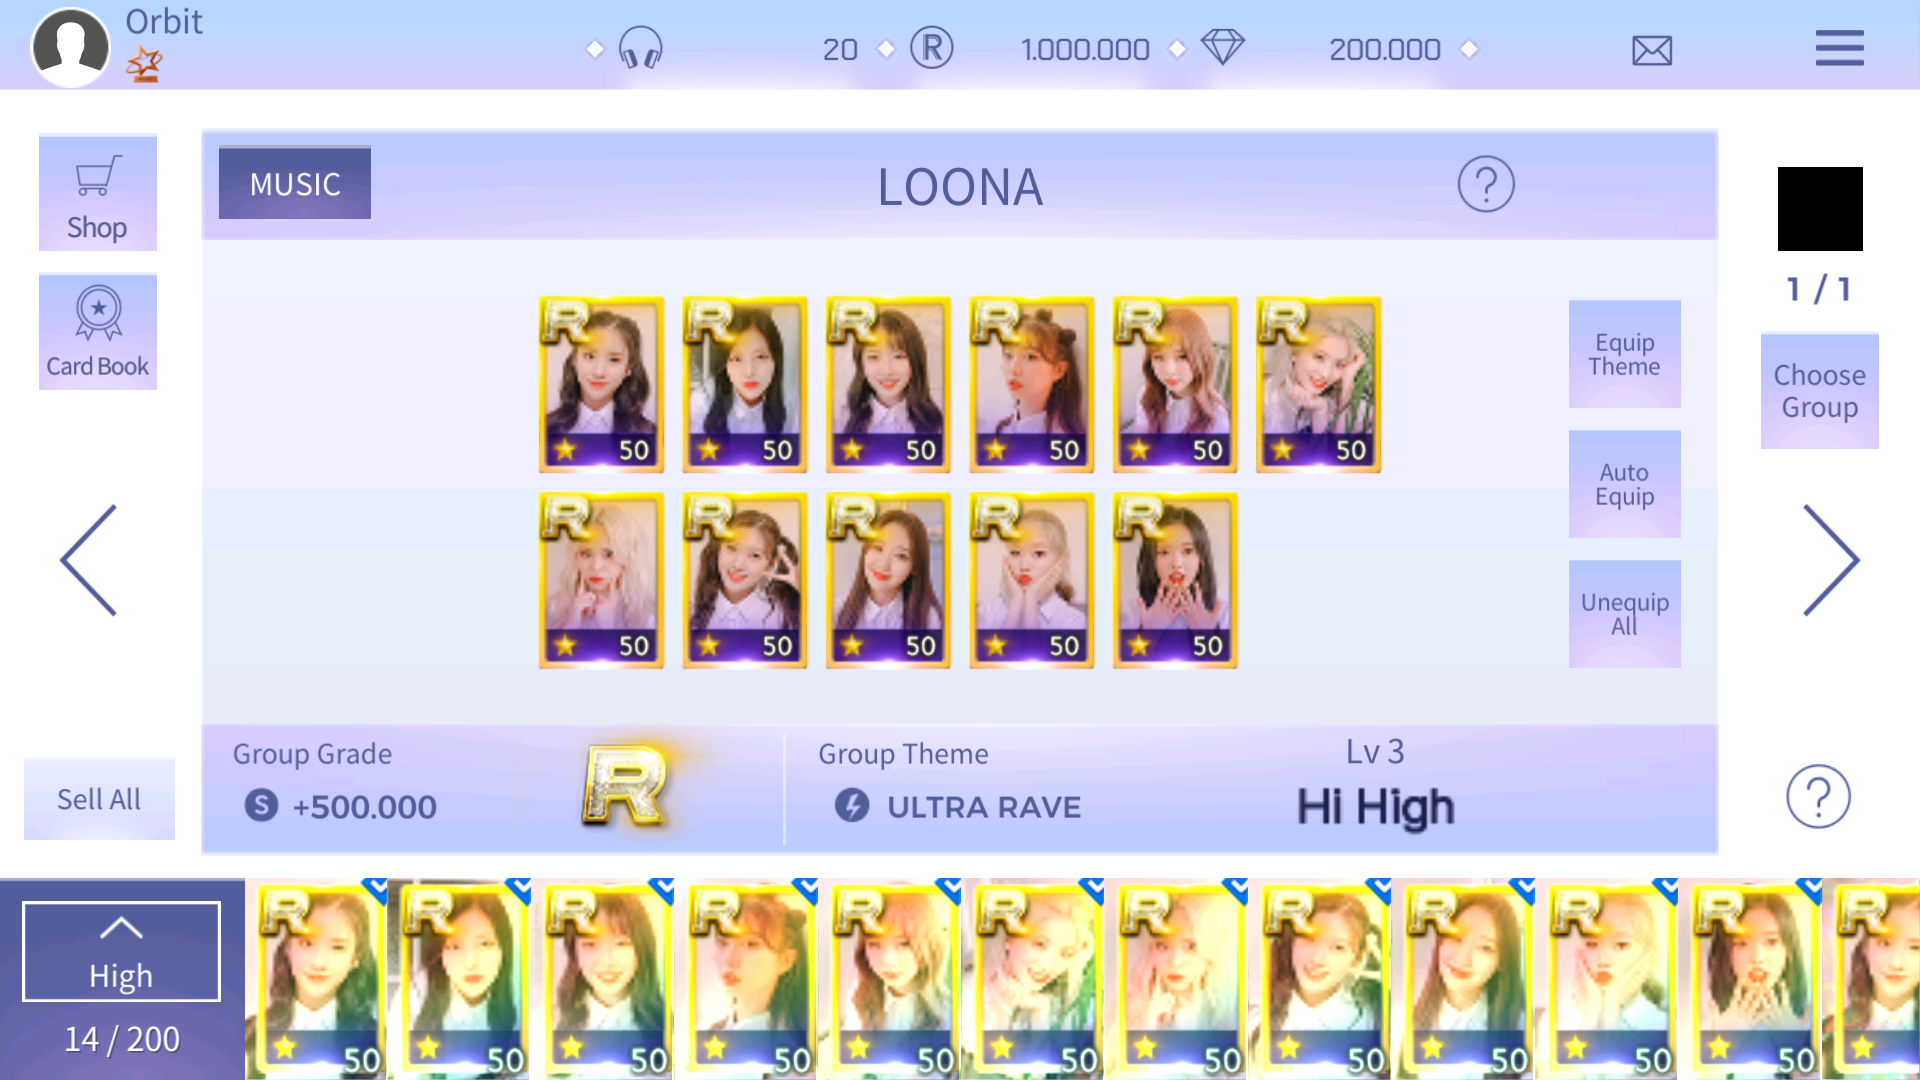 Orbit
20
R
1.000.000
200.000
Shop
Card Book
MUSIC
LOONA
?
1 / 1
Choose
Group
R R R R R R
50 50 50 50 50 50
R R R R R
50 50 50 50 50
Equip
Theme
Auto
Equip
Unequip
All
Sell All
Group Grade
S +500.000
R
Group Theme
ULTRA RAVE
Lv 3
Hi High
?
High
14 / 200
R R R R R R R R R R R R
50 50 50 50 50 50 50 50 50 50 50